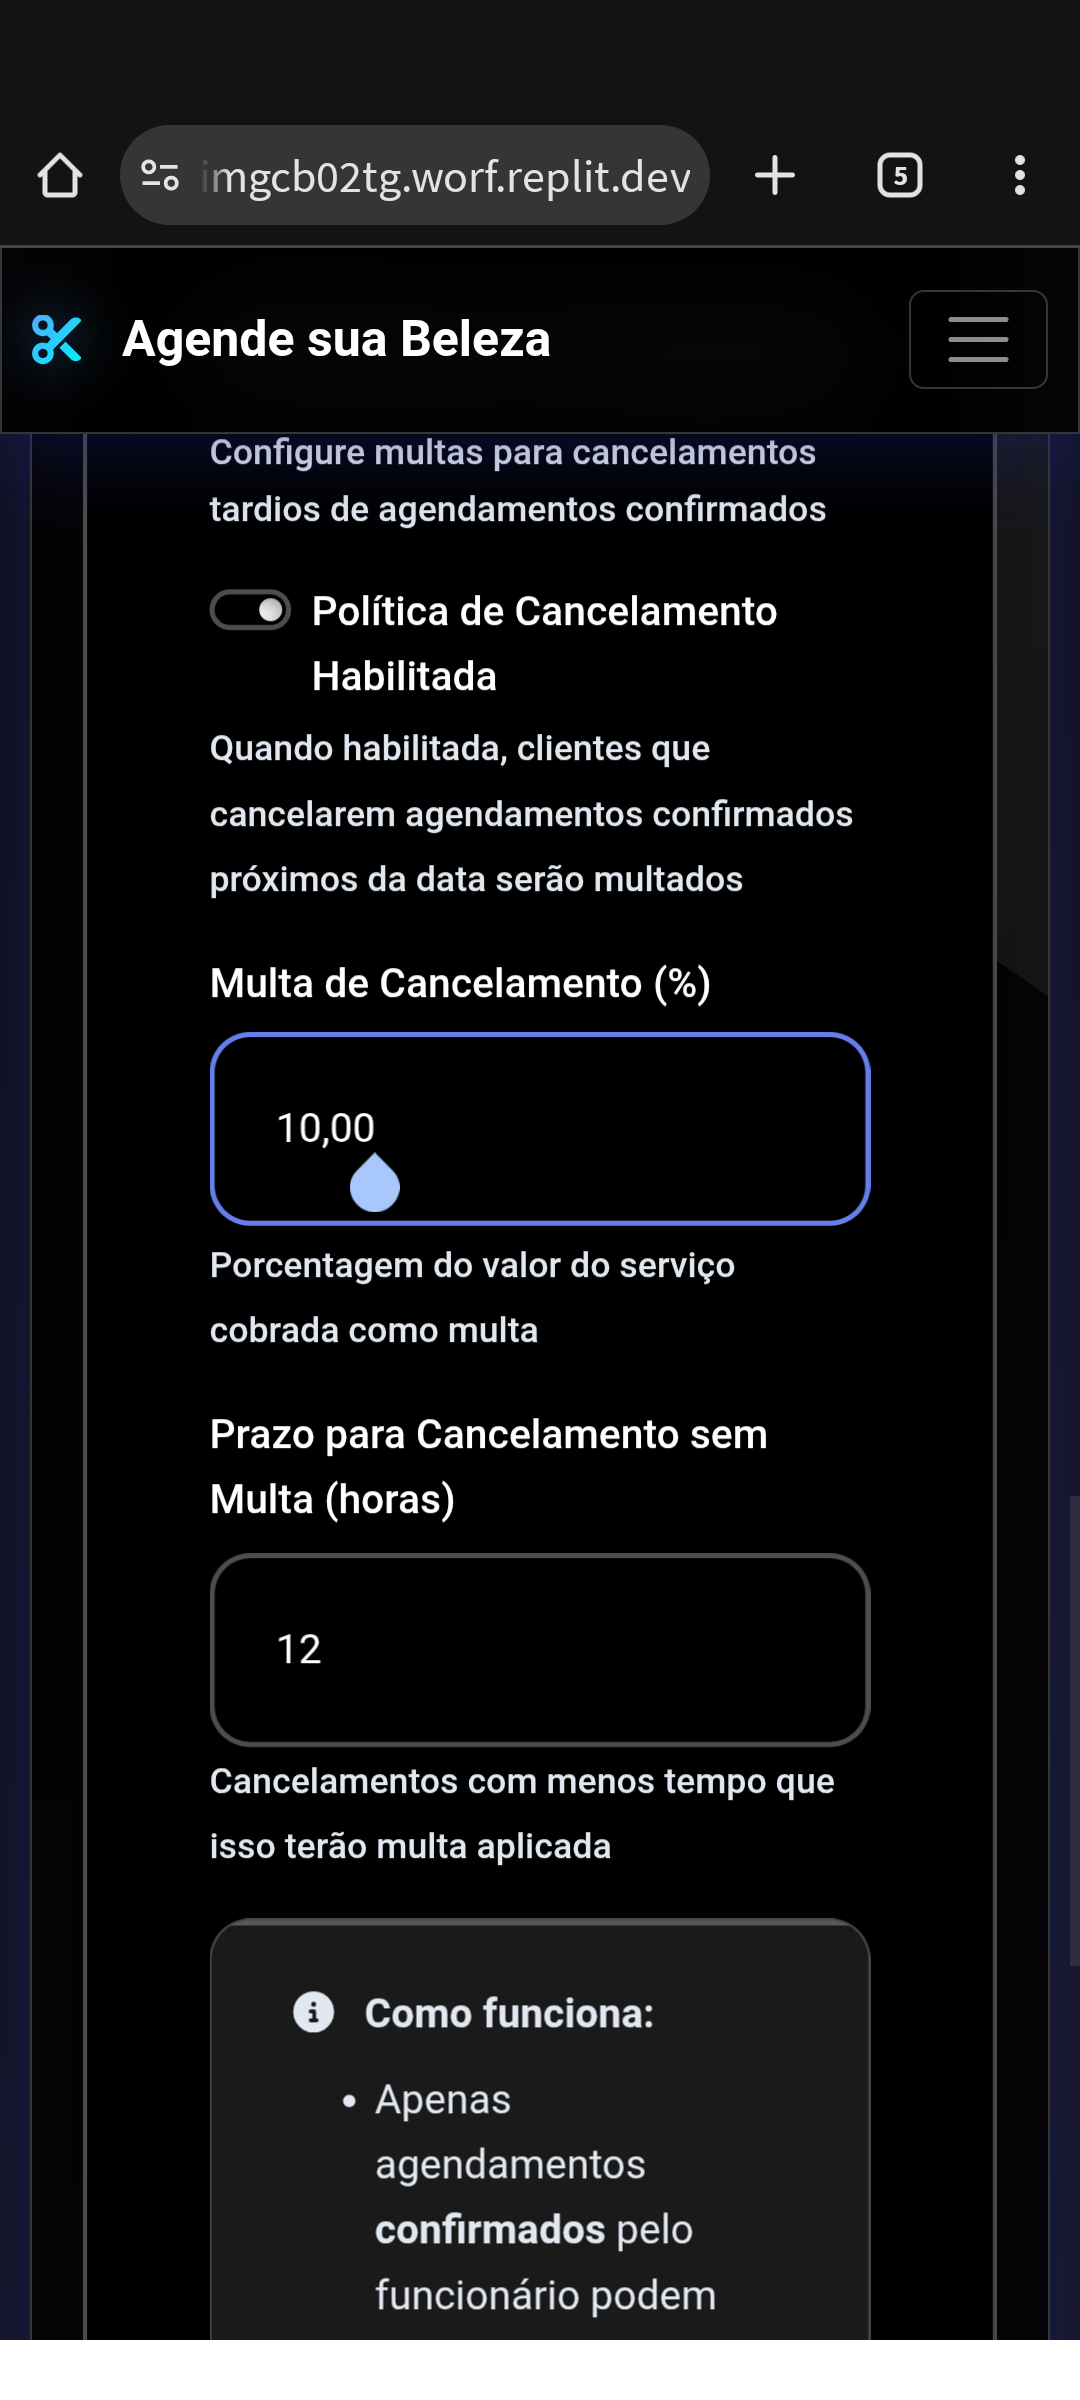 imgcb02tg.worf.replit.dev
5
Agende sua Beleza
Configure multas para cancelamentos
tardios de agendamentos confirmados
Política de Cancelamento
Habilitada
Quando habilitada, clientes que
cancelarem agendamentos confirmados
próximos da data serão multados
Multa de Cancelamento (%)
10,00
Porcentagem do valor do serviço
cobrada como multa
Prazo para Cancelamento sem
Multa (horas)
12
Cancelamentos com menos tempo que
isso terão multa aplicada
Como funciona:
• Apenas
agendamentos
confirmados pelo
funcionário podem